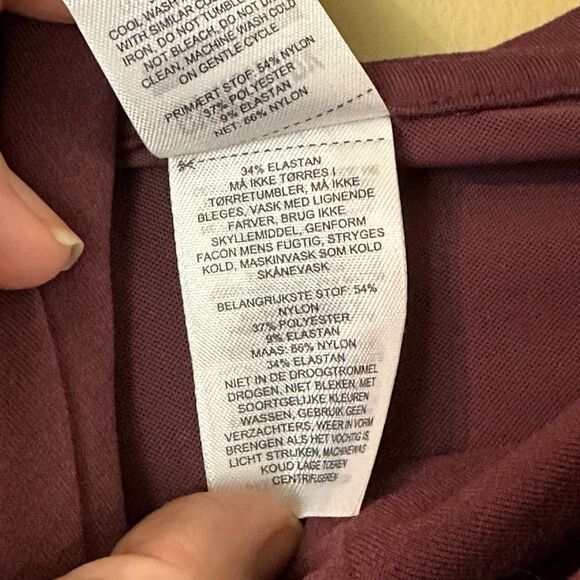 COOL WASH
WITH SIMILAR COL
IRON, DO NOT TUMBLE
NOT BLEACH, DO NOT DR
CLEAN, MACHINE WASH COLD
ON GENTLE CYCLE
PRIMÆRT STOF: 54% NYLON
37% POLYESTER
9% ELASTAN
NET: 66% NYLON
34% ELASTAN
MÅ IKKE TØRRES I
TØRRETUMBLER, MÅ IKKE
BLEGES, VASK MED LIGNENDE
FARVER, BRUG IKKE
SKYLLEMIDDEL, GENFORM
FACON MENS FUGTIG, STRYGES
KOLD, MASKINVASK SOM KOLD
SKÅNEVASK
BELANGRIJKSTE STOF: 54%
NYLON
37% POLYESTER
9% ELASTAN
MAAS: 66% NYLON
34% ELASTAN
NIET IN DE DROOGTROMMEL
DROGEN, NIET BLEKEN, MET
SOORTGELIJKE KLEUREN
WASSEN, GEBRUIK GEEN
VERZACHTERS, WEER IN VORM
BRENGEN ALS HET VOCHTIG IS,
LICHT STRIJKEN, MACHINEWAS
KOUD LAGE TOEREN
CENTRIFUGEREN